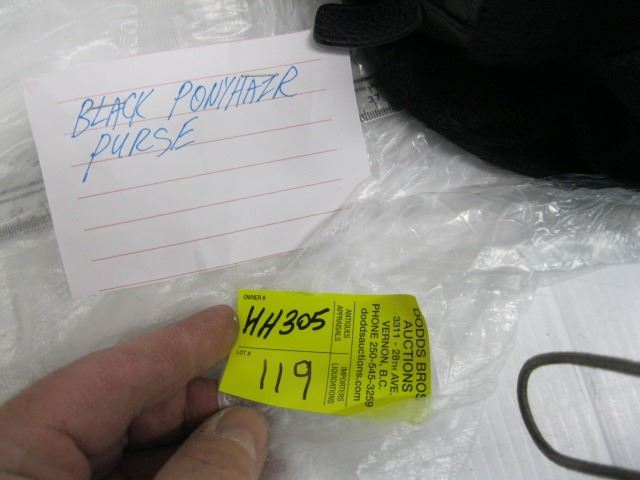 BLACK PONYHAIR
PURSE
OWNER #
HH305
LOT #
119
ANTIQUES
APPRAISALS
IMPORTERS
LIQUIDATIONS
DODDS BROS
AUCTIONS
3311 - 28TH AVE.
VERNON, B.C.
PHONE 250-545-3259
doddsauctions.com